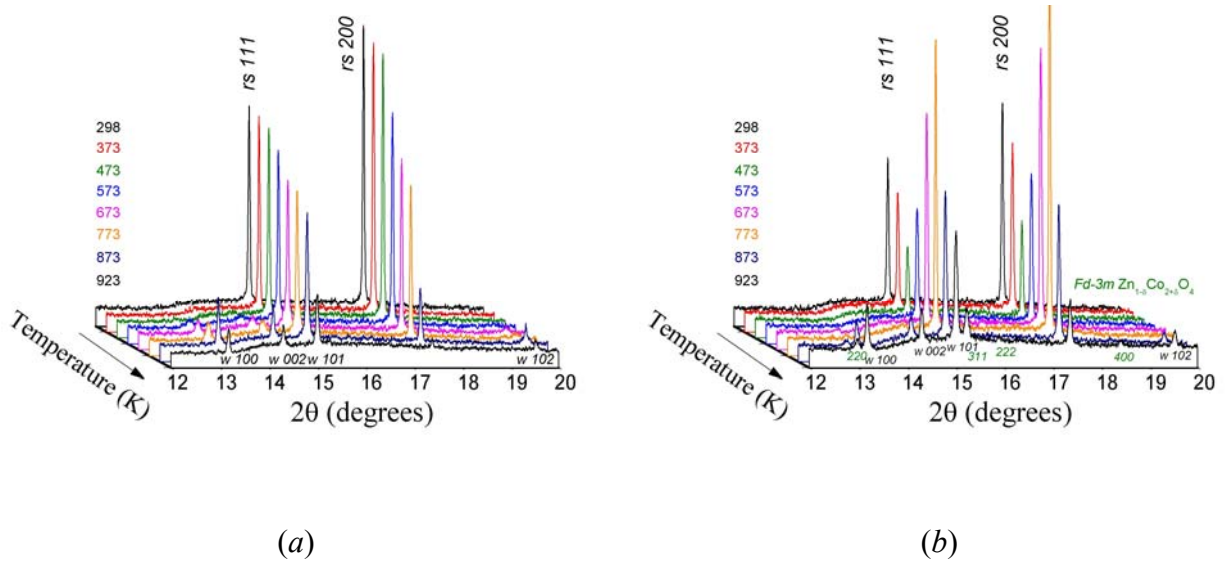 rs 111
rs 200
298
373
473
573
673
773
873
923
Temperature (K)
w 100
w 002
w 101
w 102
12 13 14 15 16 17 18 19 20
2θ (degrees)
(a)
rs 111
rs 200
298
373
473
573
673
773
873
923
Fd-3m Zn1-δCo2+δO4
Temperature (K)
220
w 100
w 002
w 101
311
222
400
w 102
12 13 14 15 16 17 18 19 20
2θ (degrees)
(b)